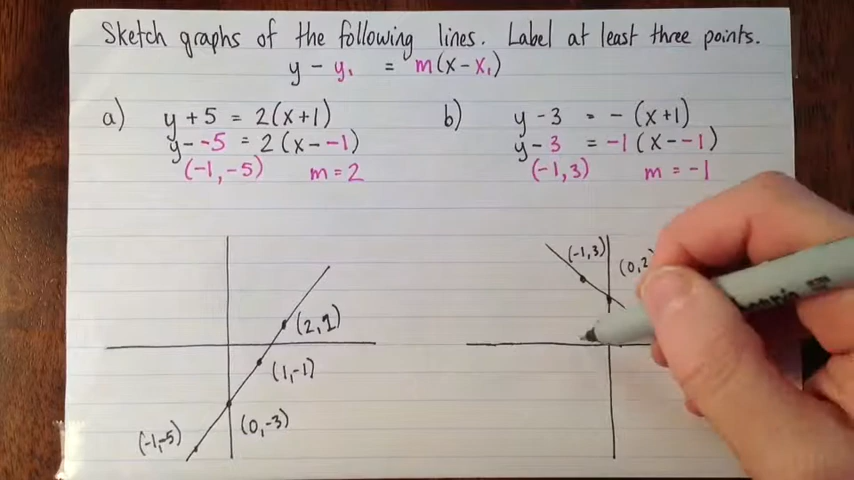 Sketch graphs of the following lines. Label at least three points.
y - y₁ = m(x - x₁)
a) y + 5 = 2(x+1)
y - -5 = 2(x - -1)
(-1,-5) m = 2
b) y - 3 = - (x+1)
y - 3 = -1(x - -1)
(-1,3) m = -1
(2,1)
(1,-1)
(0,-3)
(-1,-5)
(-1,3)
(0,2)